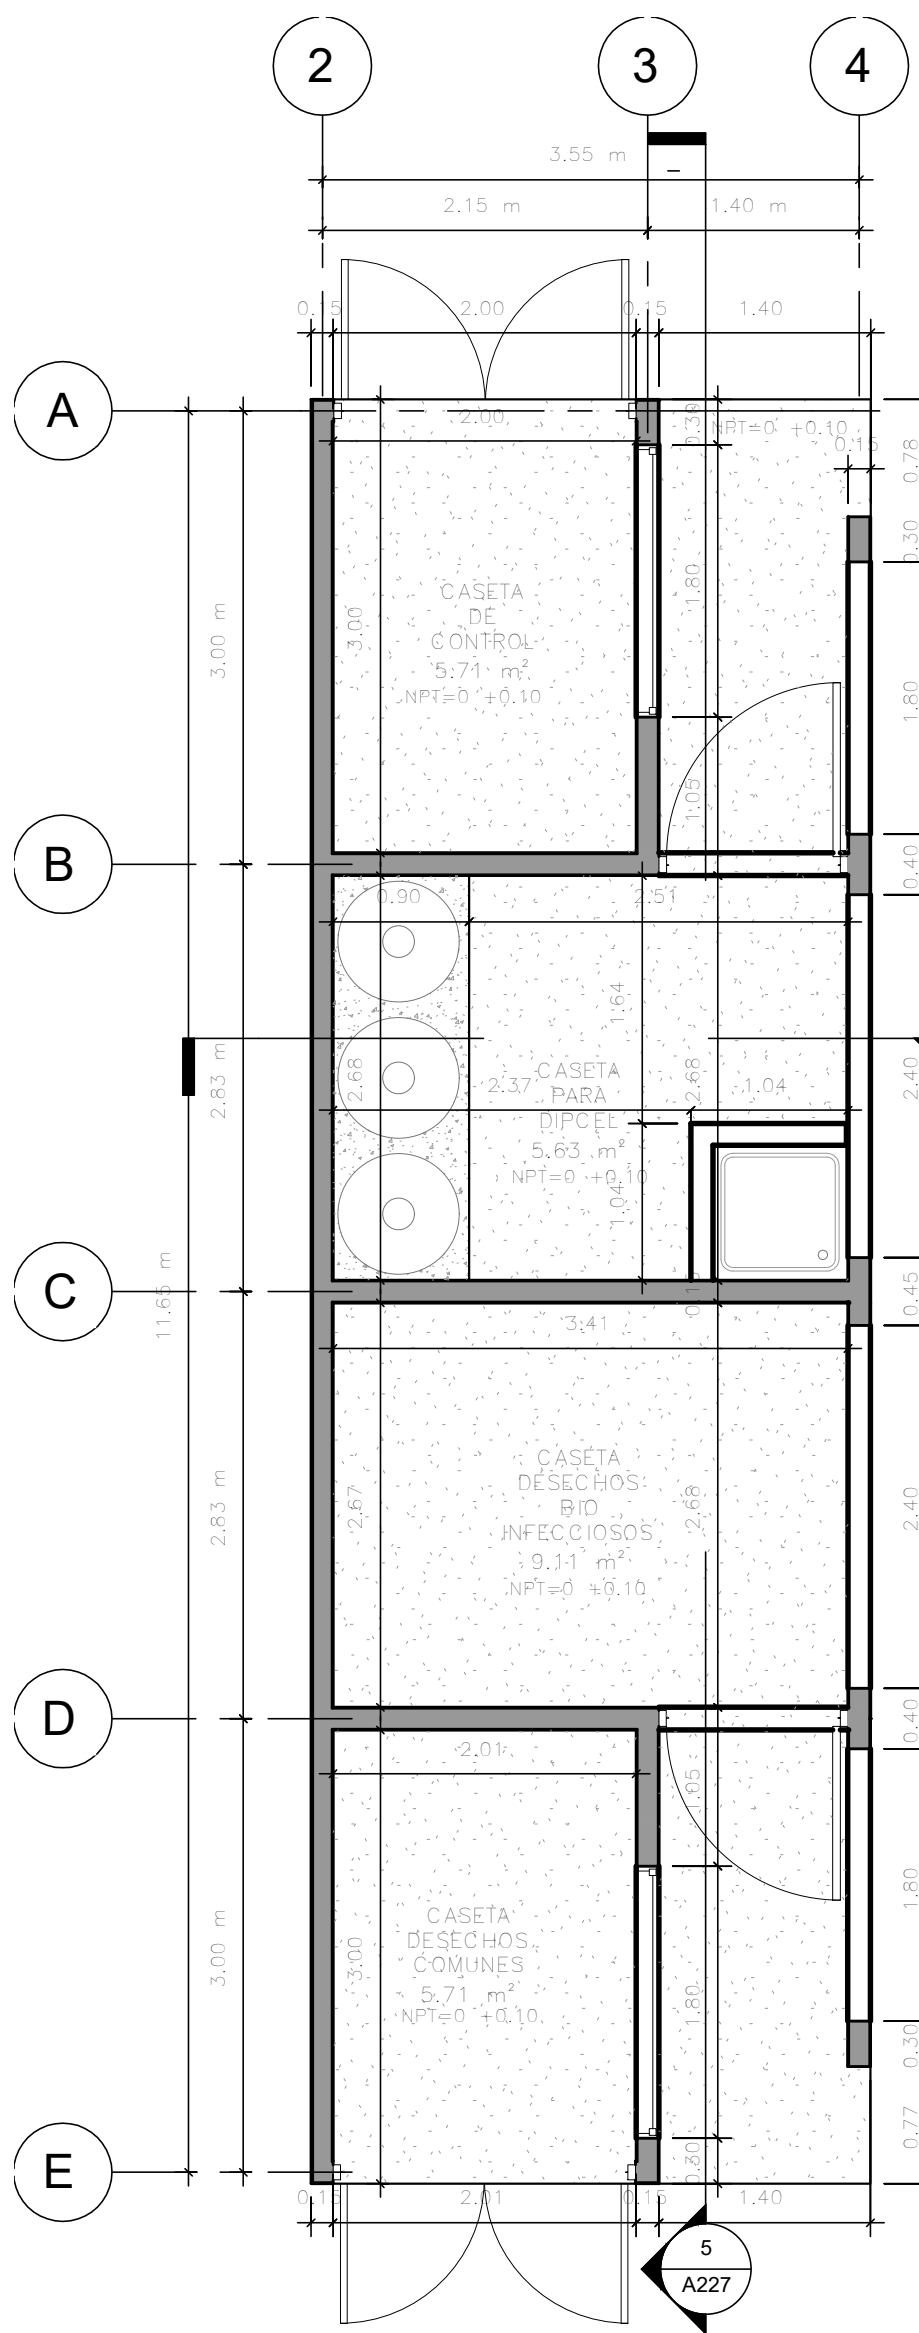 2
3
4
3.55 m
2.15 m
1.40 m
0.15
2.00
0.15
1.40
A
2.00
0.30
NPT=0 +0.10
0.15
0.78
0.30
3.00 m
3.00
CASETA
DE
CONTROL
5.71 m²
NPT=0 +0.10
1.80
1.80
1.05
B
0.40
0.90
2.51
1.64
2.83 m
2.68
2.37
CASETA
PARA
DIPCEL
5.63 m²
NPT=0 +0.10
2.68
1.04
2.40
1.04
C
11.65 m
0.15
0.45
3.41
2.83 m
2.67
CASETA
DESECHOS
BIO
INFECCIOSOS
9.11 m²
NPT=0 +0.10
2.68
2.40
D
0.40
2.01
1.05
3.00 m
3.00
CASETA
DESECHOS
COMUNES
5.71 m²
NPT=0 +0.10
1.80
1.80
0.30
0.77
E
0.30
0.15
2.01
0.15
1.40
5
A227